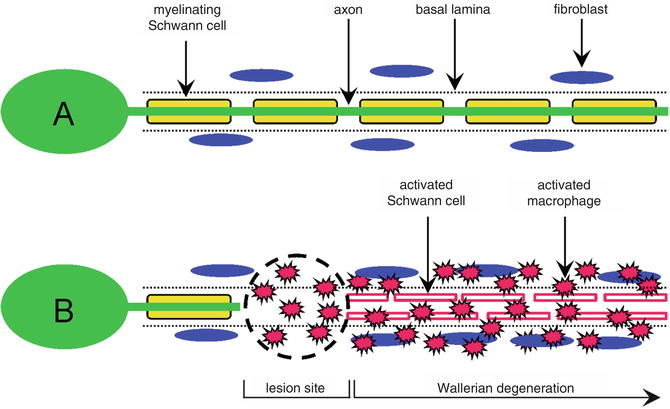 myelinating
Schwann cell
axon
basal lamina
fibroblast
A
activated
Schwann cell
activated
macrophage
B
lesion site
Wallerian degeneration